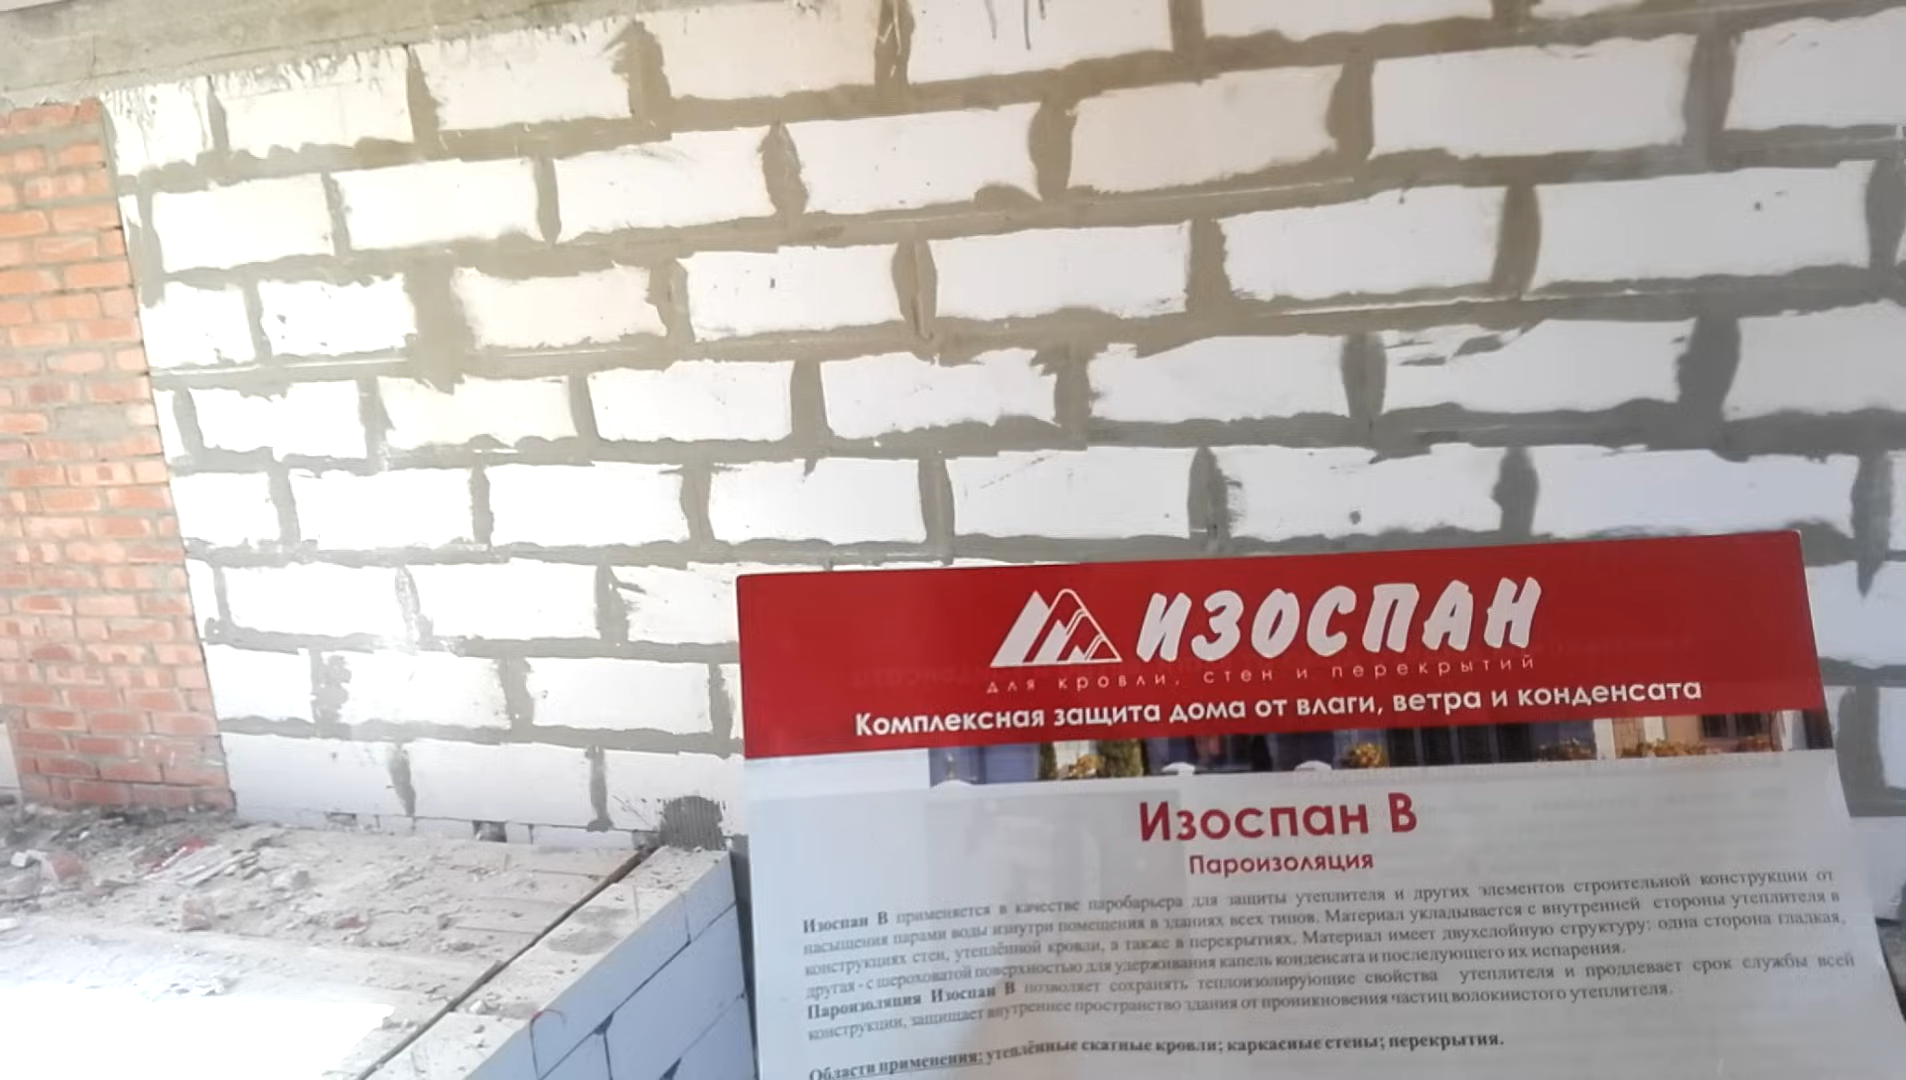 ИЗОСПАН
для кровли, стен и перекрытий
Комплексная защита дома от влаги, ветра и конденсата
Изоспан В
Пароизоляция
Изоспан В применяется в качестве паробарьера для защиты утеплителя и других элементов строительной конструкции от
насыщения парами воды изнутри помещения в зданиях всех типов. Материал укладывается с внутренней стороны утеплителя в
конструкциях стен, утеплённой кровли, а также в перекрытиях. Материал имеет двухслойную структуру: одна сторона гладкая,
другая - с шероховатой поверхностью для удерживания капель конденсата и последующего их испарения.
Пароизоляция Изоспан В позволяет сохранять теплоизолирующие свойства утеплителя и продлевает срок службы всей
конструкции, защищает внутреннее пространство здания от проникновения частиц волокнистого утеплителя.
Области применения: утеплённые скатные кровли; каркасные стены; перекрытия.